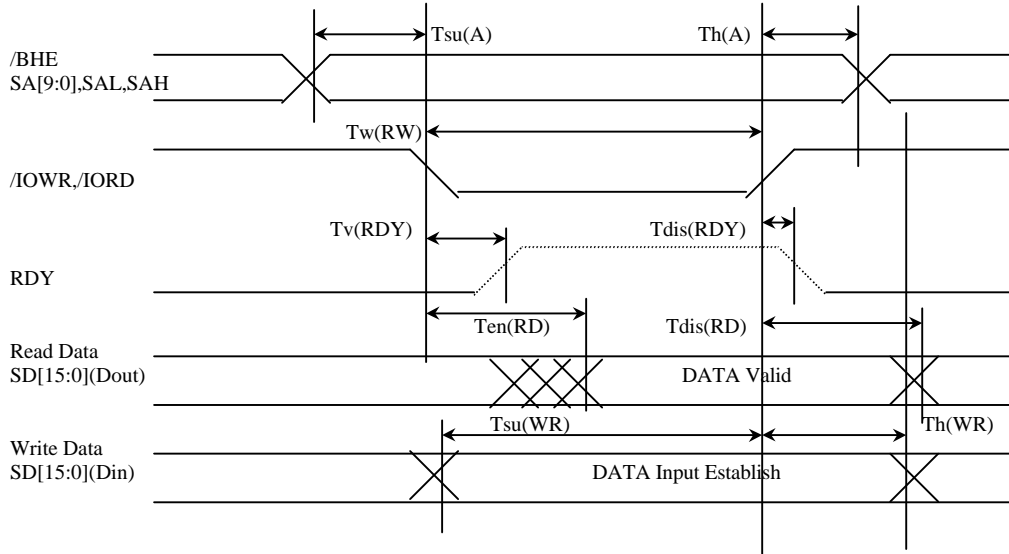 Tsu(A) Th(A)
/BHE
SA[9:0],SAL,SAH
Tw(RW)
/IOWR,/IORD
Tv(RDY) Tdis(RDY)
RDY
Ten(RD) Tdis(RD)
Read Data
SD[15:0](Dout) DATA Valid
Tsu(WR) Th(WR)
Write Data
SD[15:0](Din) DATA Input Establish